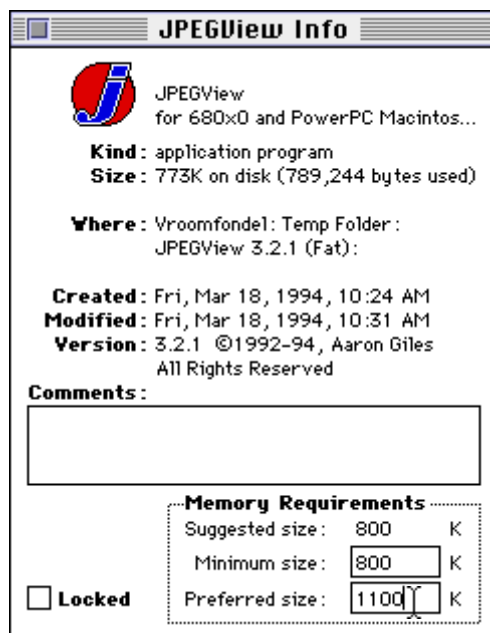 JPEGView Info
JPEGView
for 680x0 and PowerPC Macintos...
Kind: application program
Size: 773K on disk (789,244 bytes used)
Where: Vroomfondel: Temp Folder:
JPEGView 3.2.1 (Fat):
Created: Fri, Mar 18, 1994, 10:24 AM
Modified: Fri, Mar 18, 1994, 10:31 AM
Version: 3.2.1 ©1992-94, Aaron Giles
All Rights Reserved
Comments:
Memory Requirements
Suggested size: 800 K
Minimum size: 800 K
Locked Preferred size: 1100 K